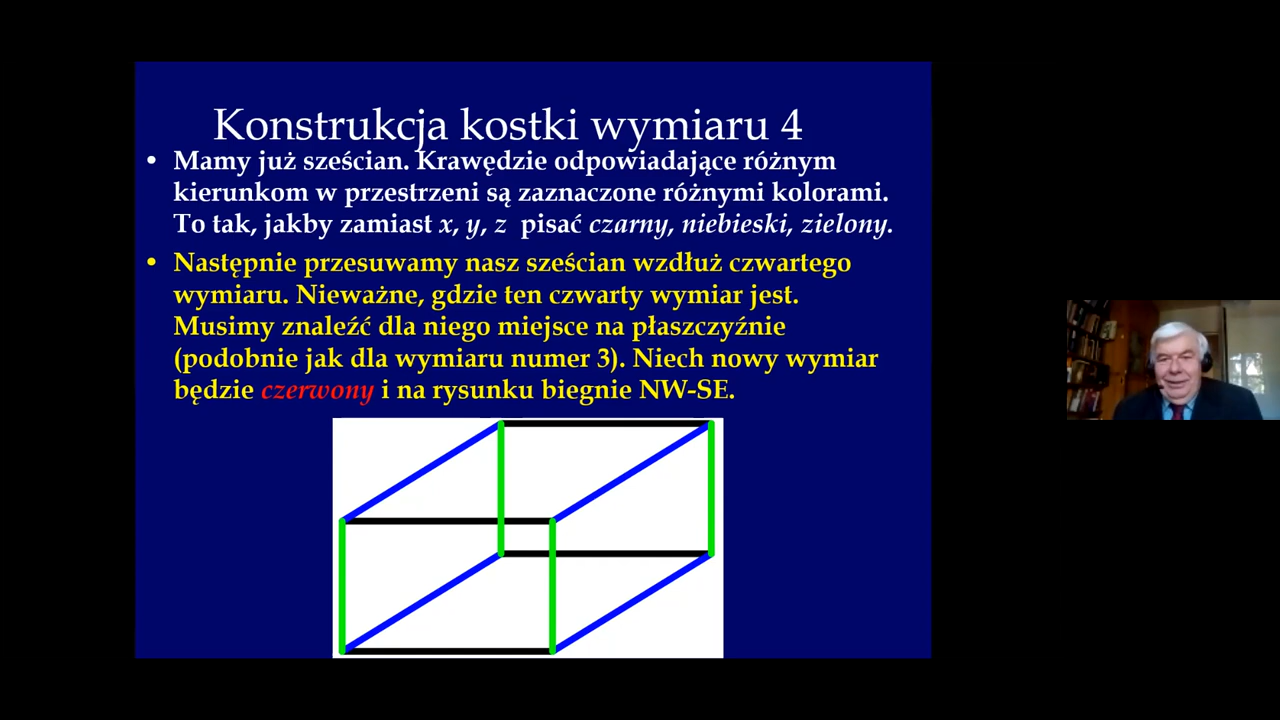 Konstrukcja kostki wymiaru 4
• Mamy już sześcian. Krawędzie odpowiadające różnym
kierunkom w przestrzeni są zaznaczone różnymi kolorami.
To tak, jakby zamiast x, y, z pisać czarny, niebieski, zielony.
• Następnie przesuwamy nasz sześcian wzdłuż czwartego
wymiaru. Nieważne, gdzie ten czwarty wymiar jest.
Musimy znaleźć dla niego miejsce na płaszczyźnie
(podobnie jak dla wymiaru numer 3). Niech nowy wymiar
będzie czerwony i na rysunku biegnie NW-SE.